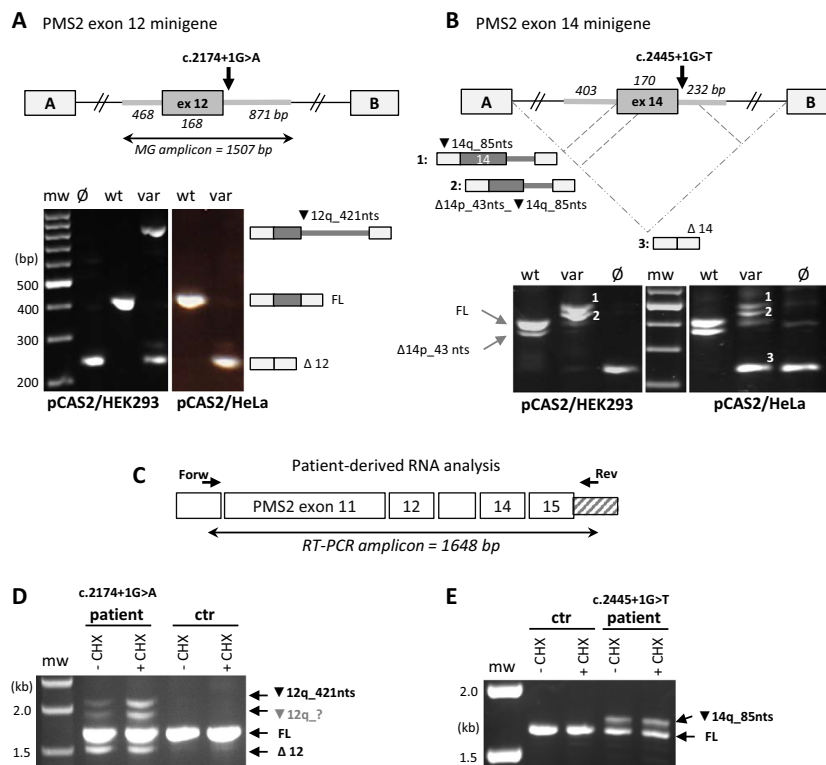 A PMS2 exon 12 minigene
c.2174+1G>A
A ex 12 B
468 168 871 bp
MG amplicon = 1507 bp
mw Ø wt var wt var
(bp)
500
400
300
200
▼12q_421nts
FL
Δ 12
pCAS2/HEK293 pCAS2/HeLa
B PMS2 exon 14 minigene
c.2445+1G>T
403 170 232 bp
A ex 14 B
▼14q_85nts
1: 14
2:
Δ14p_43nts_▼14q_85nts
Δ 14
3:
wt var Ø mw wt var Ø
FL
Δ14p_43 nts
1 1
2 2
3
pCAS2/HEK293 pCAS2/HeLa
C Patient-derived RNA analysis
Forw Rev
PMS2 exon 11 12 14 15
RT-PCR amplicon = 1648 bp
D c.2174+1G>A
patient ctr
mw - CHX + CHX - CHX + CHX
(kb)
2.0
1.5
▼12q_421nts
▼12q_?
FL
Δ 12
E c.2445+1G>T
ctr patient
mw - CHX + CHX - CHX + CHX
2.0
(kb)
1.5
▼14q_85nts
FL